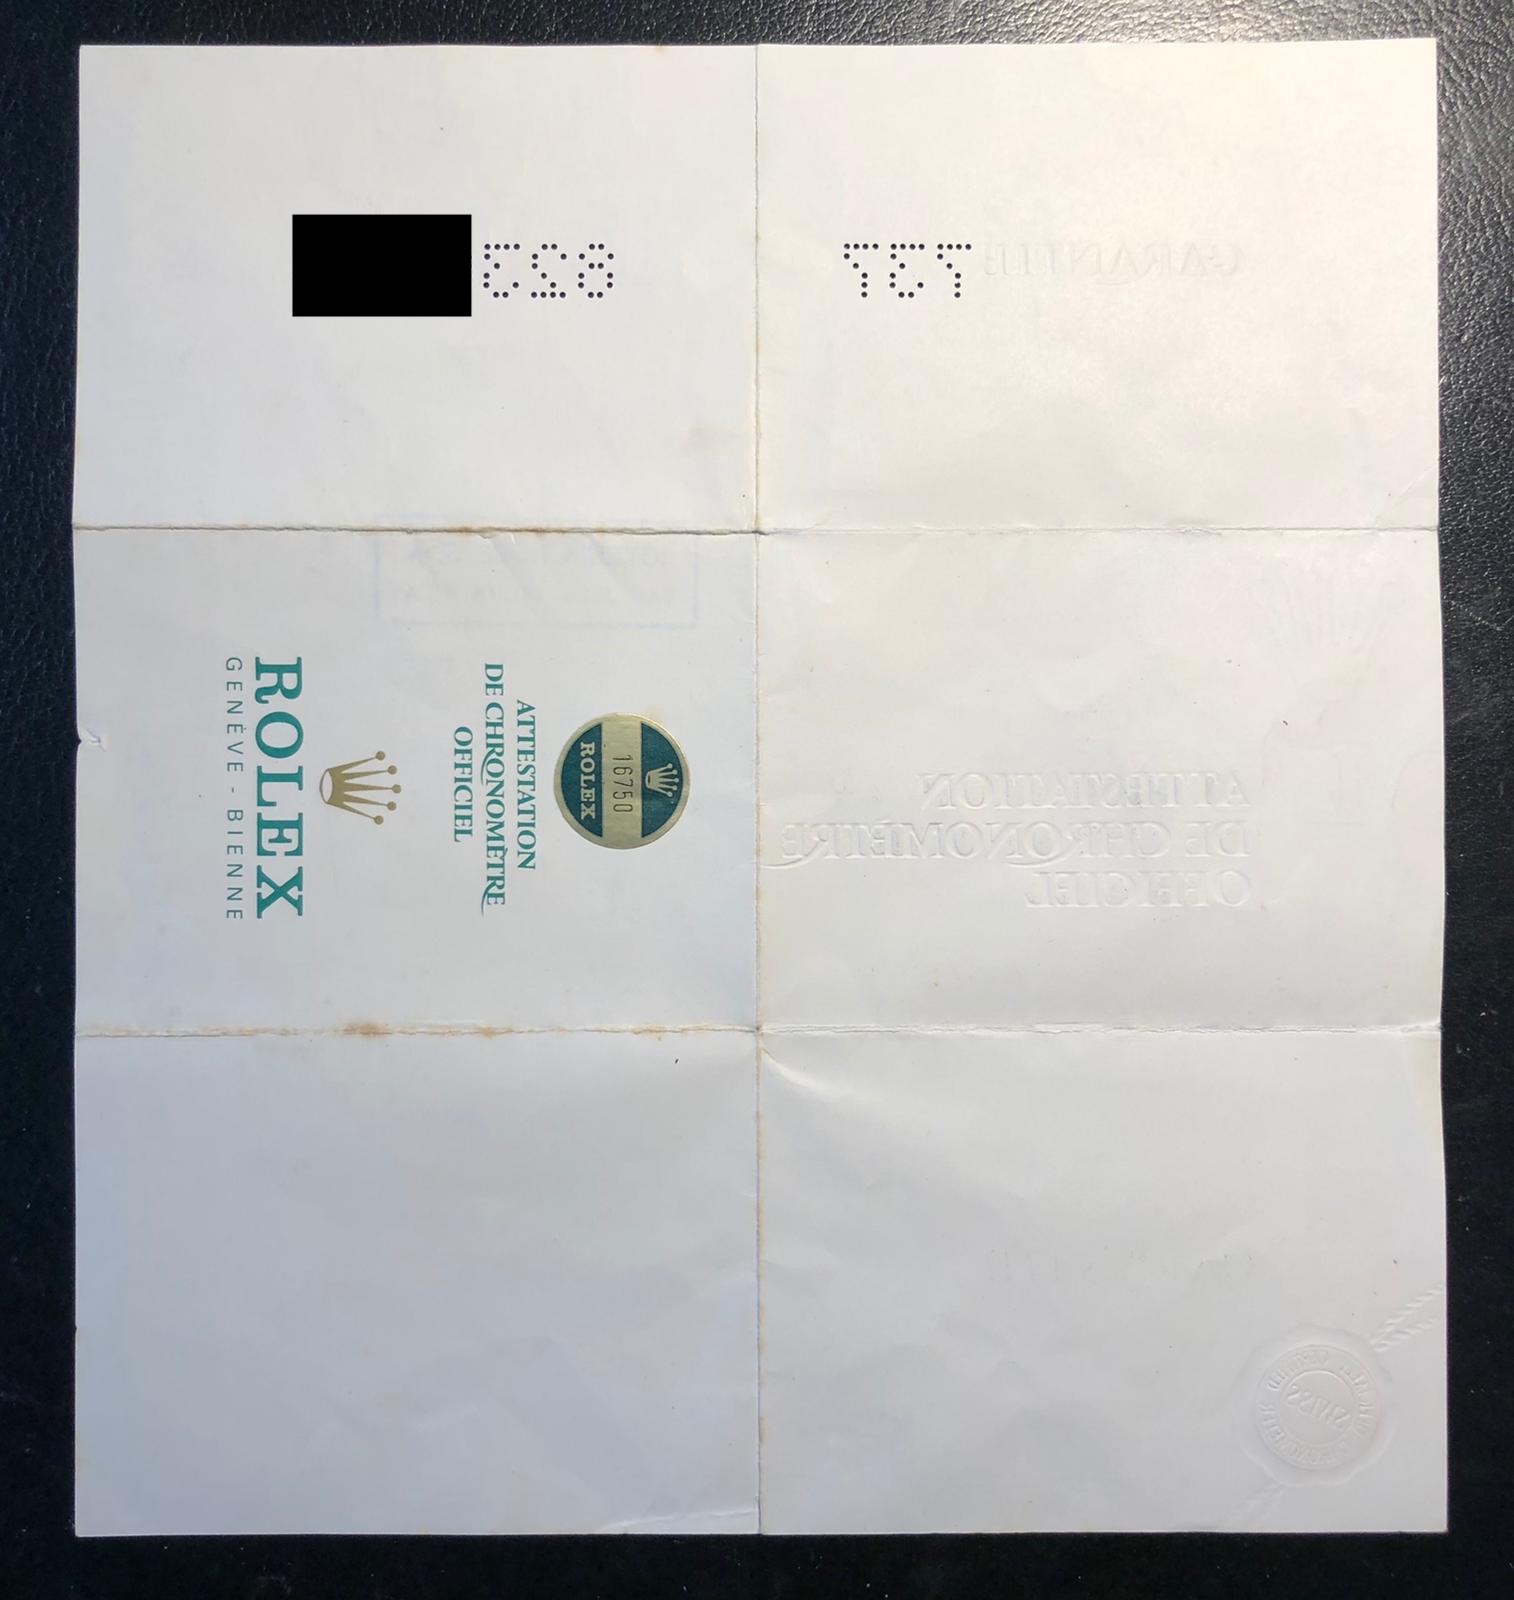 823
737
GARANTIE
ROLEX
GENÈVE - BIENNE
ATTESTATION
DE CHRONOMÈTRE
OFFICIEL
16750
ROLEX
ATTESTATION
DE CHRONOMÈTRE
OFFICIEL